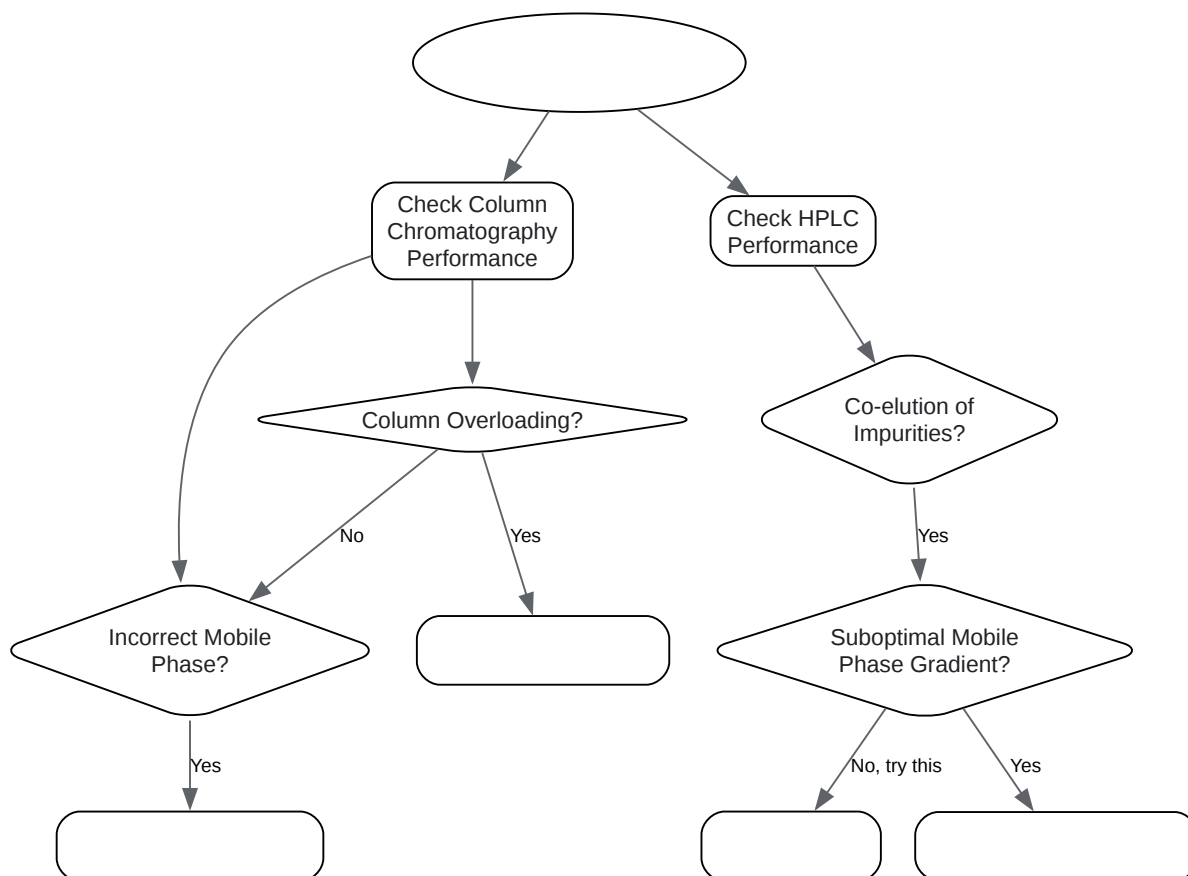 Check Column
Chromatography
Performance
Check HPLC
Performance
Column Overloading?
Co-elution of
Impurities?
No
Yes
Yes
Incorrect Mobile
Phase?
Suboptimal Mobile
Phase Gradient?
Yes
No, try this
Yes